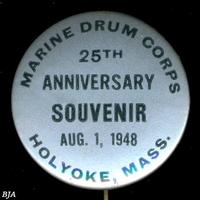 MARINE DRUM CORPS
25TH
ANNIVERSARY
SOUVENIR
AUG. 1, 1948
HOLYOKE, MASS.
BJA